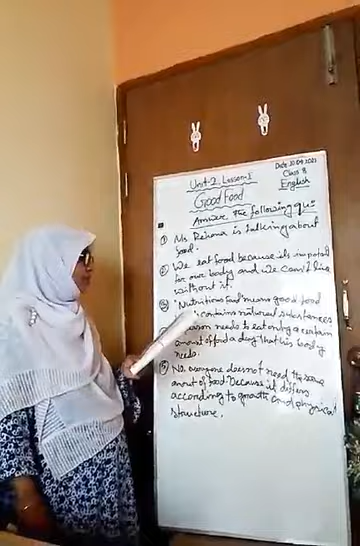 Date 20.09.2021
Unit-2, Lesson-1
Class 8
Good Food
English
Answer the following qu:
① Ms Rehana is talking about
food.
② We eat food because it is
for our body and we can't live
without it.
③ "Nutritious food" means good food
contains natural substances
needs to eat only a certain
amount of food a day that his body
needs.
⑤ No, everyone does not need the same
amount of food because it differs
according to growth and physical
structure.